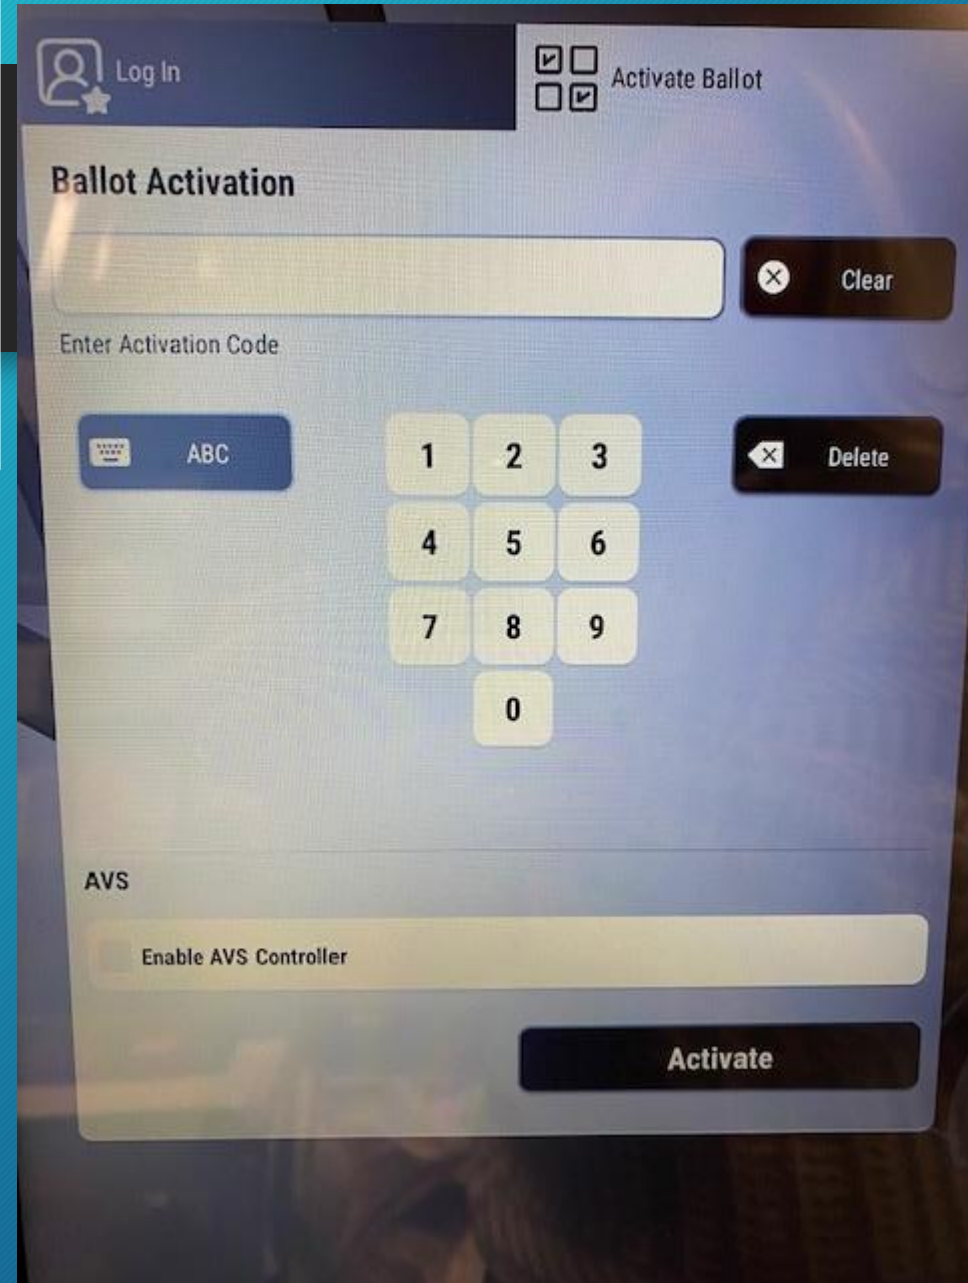 Log In
Activate Ballot
Ballot Activation
Clear
Enter Activation Code
ABC
1 2 3
Delete
4 5 6
7 8 9
0
AVS
Enable AVS Controller
Activate